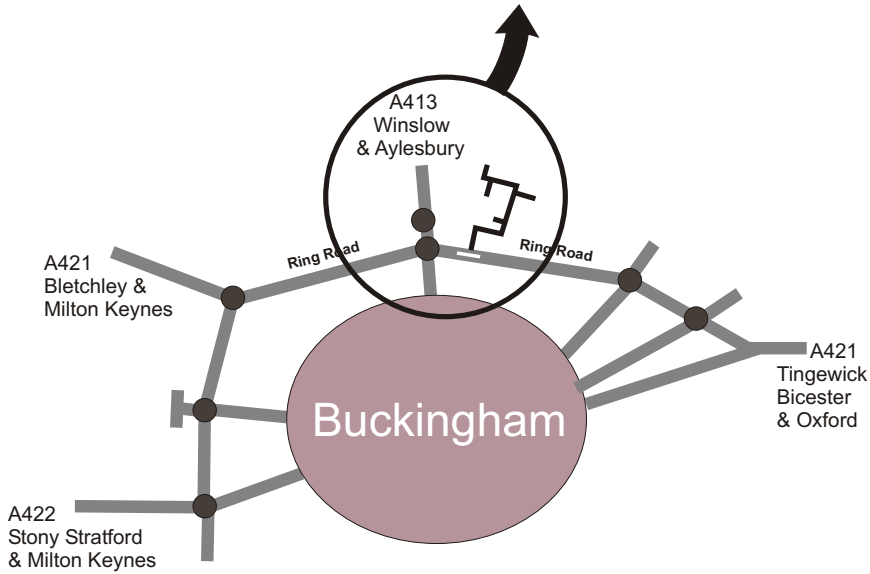 A413
Winslow
& Aylesbury
Ring Road
Ring Road
A421
Bletchley &
Milton Keynes
A421
Tingewick
Bicester
& Oxford
Buckingham
A422
Stony Stratford
& Milton Keynes